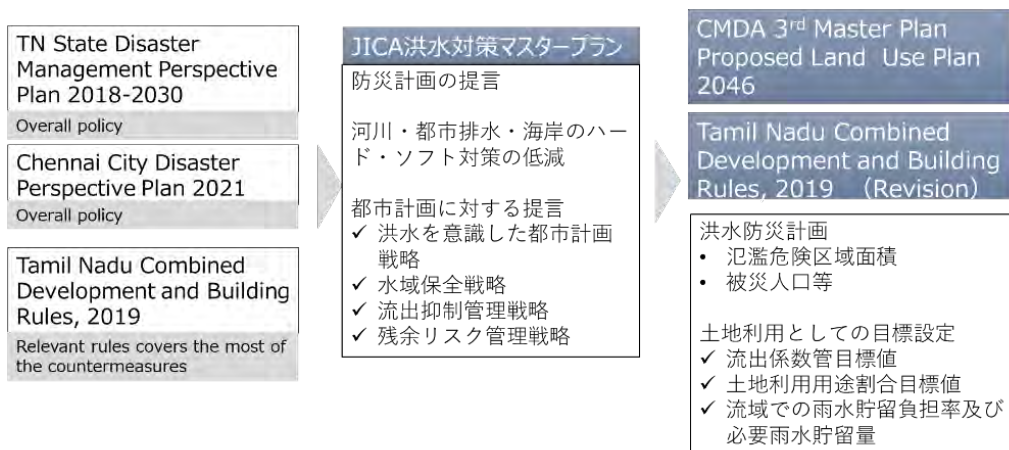 TN State Disaster
Management Perspective
Plan 2018-2030
Overall policy
Chennai City Disaster
Perspective Plan 2021
Overall policy
Tamil Nadu Combined
Development and Building
Rules, 2019
Relevant rules covers the most of
the countermeasures
JICA洪水対策マスタープラン
防災計画の提言
河川・都市排水・海岸のハー
ド・ソフト対策の低減
都市計画に対する提言
✓ 洪水を意識した都市計画
戦略
✓ 水域保全戦略
✓ 流出抑制管理戦略
✓ 残余リスク管理戦略
CMDA 3rd Master Plan
Proposed Land Use Plan
2046
Tamil Nadu Combined
Development and Building
Rules, 2019 （Revision）
洪水防災計画
• 氾濫危険区域面積
• 被災人口等
土地利用としての目標設定
✓ 流出係数管目標値
✓ 土地利用用途割合目標値
✓ 流域での雨水貯留負担率及び
必要雨水貯留量